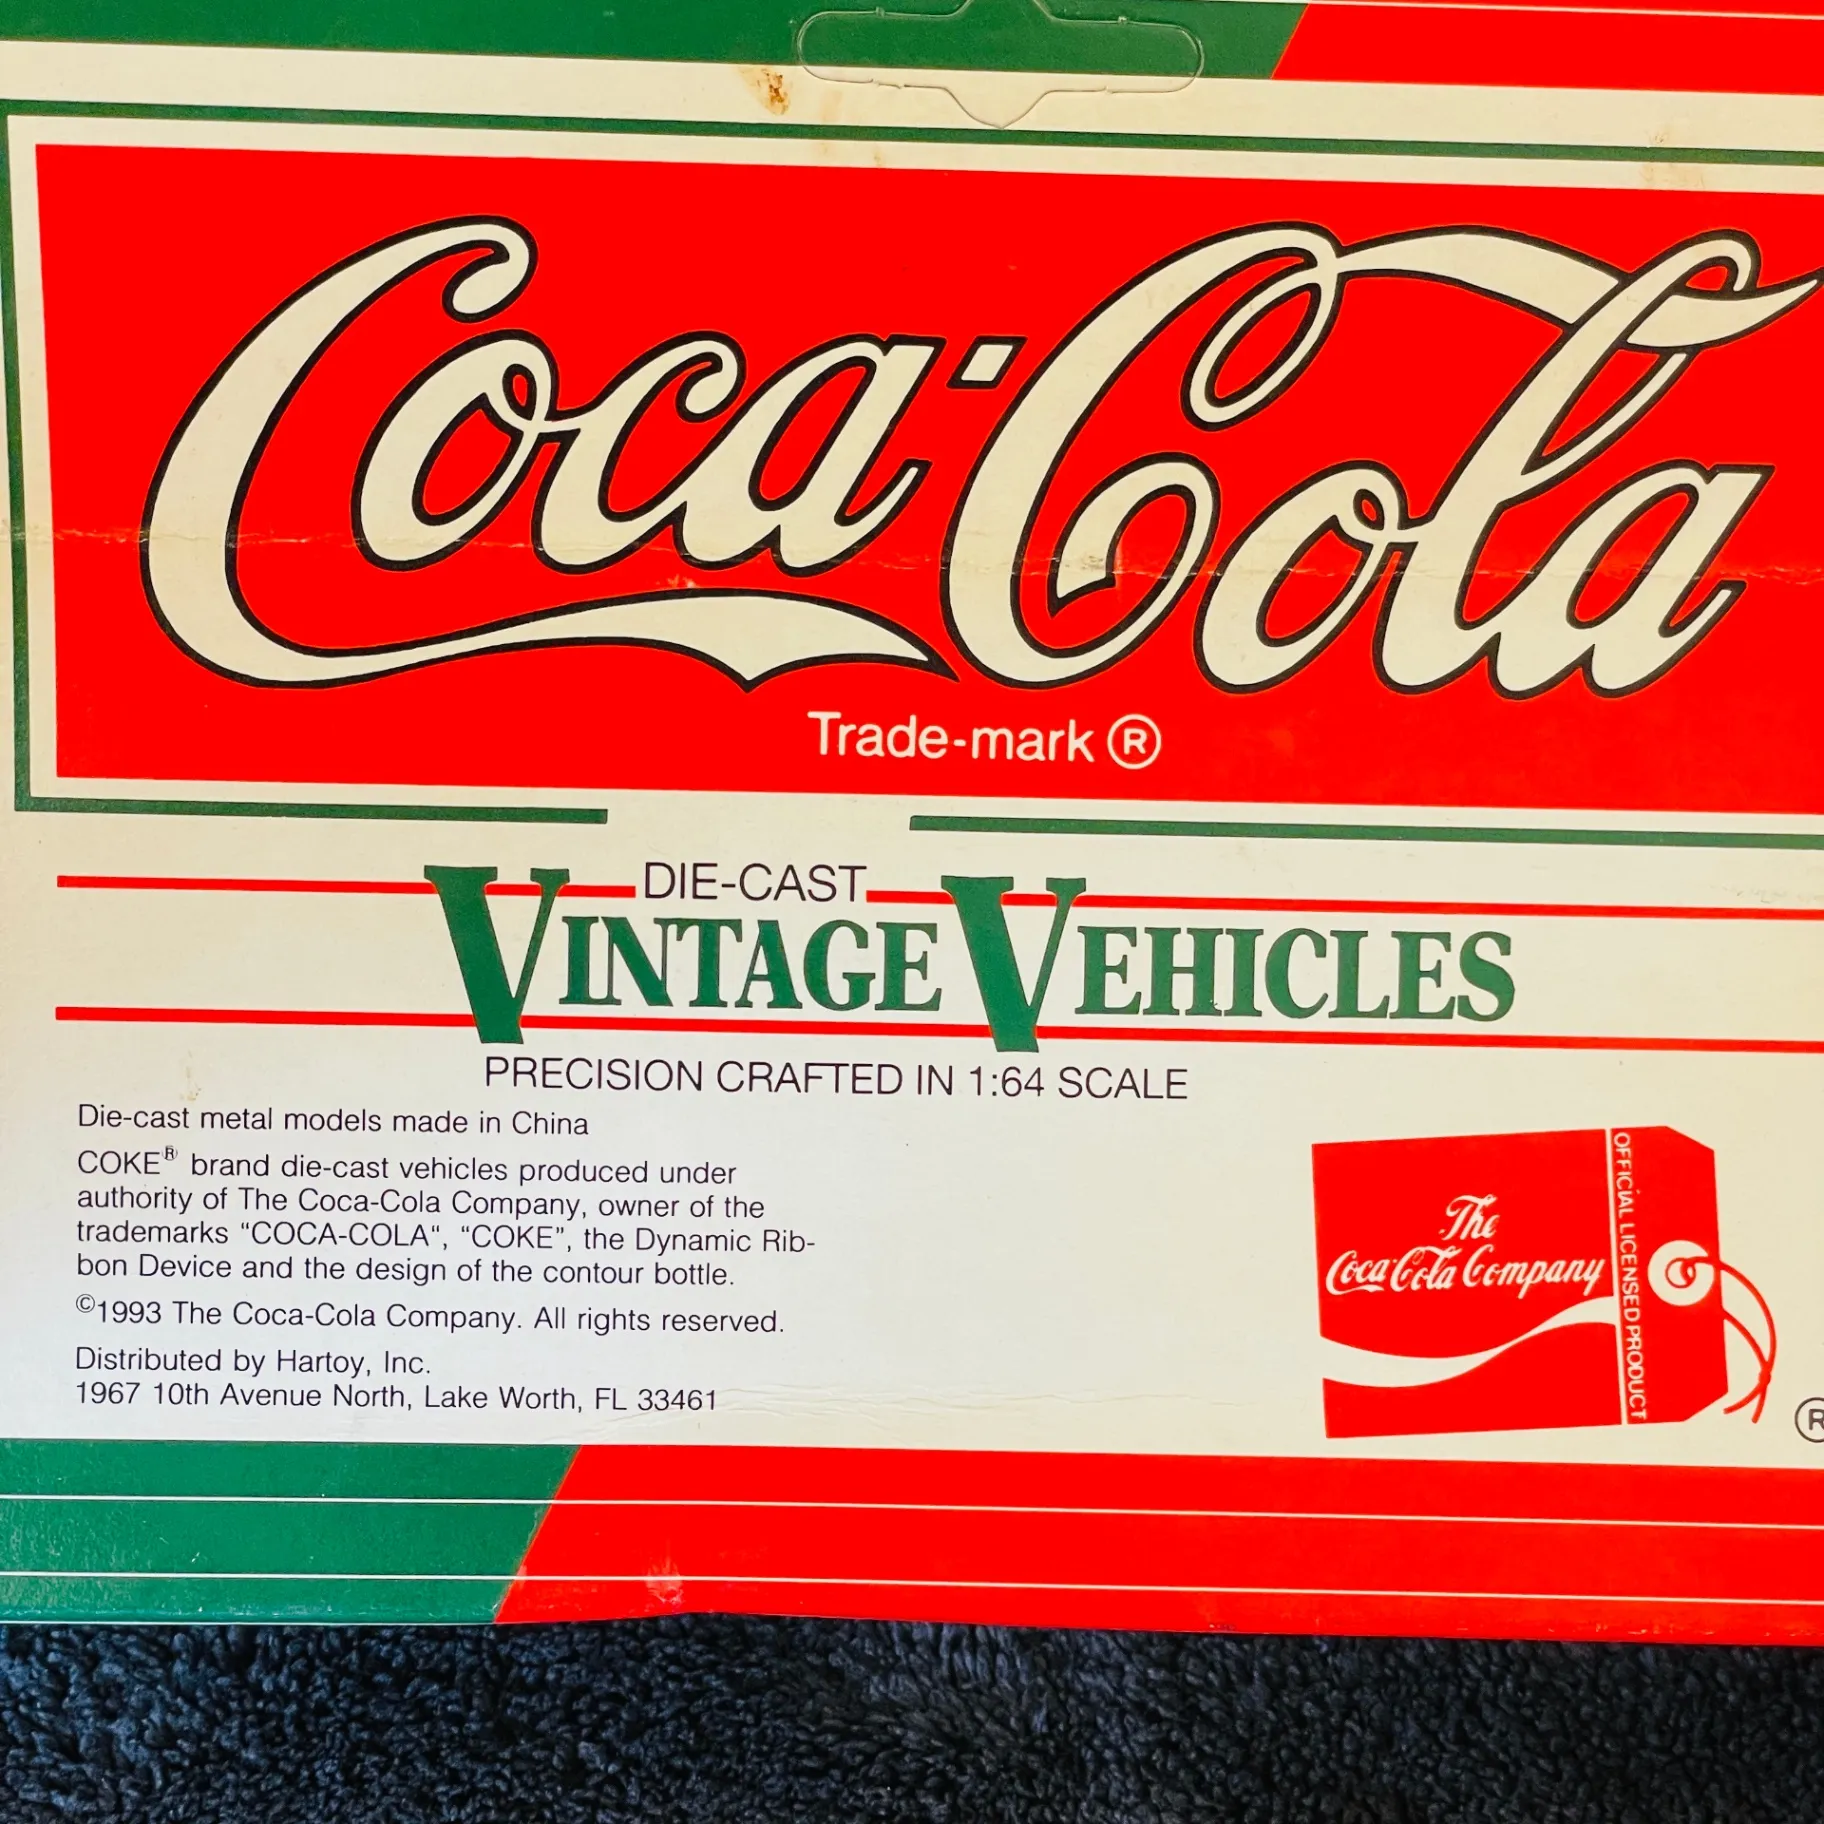 Coca-Cola
Trade-mark ®
DIE-CAST
VINTAGE VEHICLES
PRECISION CRAFTED IN 1:64 SCALE
Die-cast metal models made in China
COKE® brand die-cast vehicles produced under
authority of The Coca-Cola Company, owner of the
trademarks “COCA-COLA“, “COKE”, the Dynamic Rib-
bon Device and the design of the contour bottle.
©1993 The Coca-Cola Company. All rights reserved.
Distributed by Hartoy, Inc.
1967 10th Avenue North, Lake Worth, FL 33461
The
Coca-Cola Company
OFFICIAL LICENSED PRODUCT
®